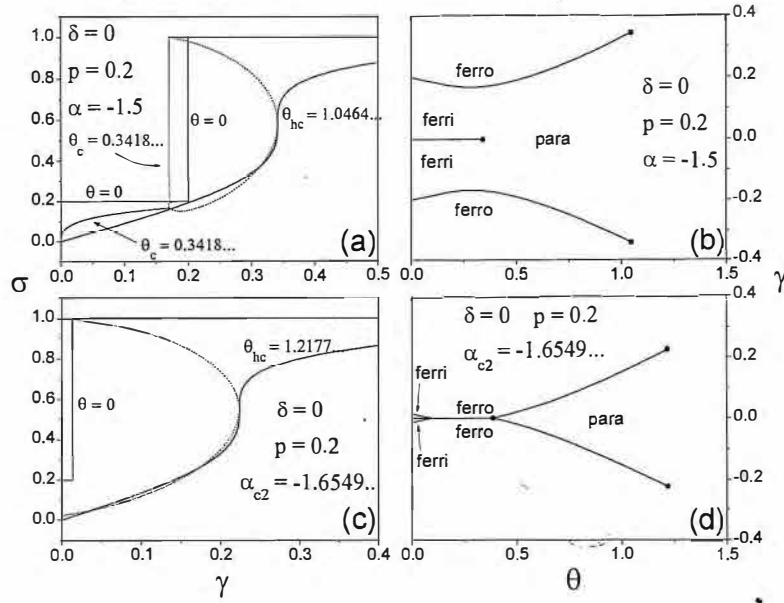 δ = 0
p = 0.2
α = -1.5
θc = 0.3418...
θ = 0
θ = 0
θhc = 1.0464...
θc = 0.3418...
(a)
1.0
0.8
0.6
0.4
0.2
0.0
0.0 0.1 0.2 0.3 0.4 0.5
σ
ferro
ferri
ferri
ferro
para
δ = 0
p = 0.2
α = -1.5
(b)
0.4
0.2
0.0
-0.2
-0.4
0.0 0.5 1.0 1.5
γ
θhc = 1.2177...
θ = 0
δ = 0
p = 0.2
αc2 = -1.6549...
(c)
1.0
0.8
0.6
0.4
0.2
0.0
0.0 0.1 0.2 0.3 0.4
γ
δ = 0 p = 0.2
αc2 = -1.6549...
ferri
ferri
ferro
ferro
para
(d)
0.4
0.2
0.0
-0.2
-0.4
0.0 0.5 1.0 1.5
θ